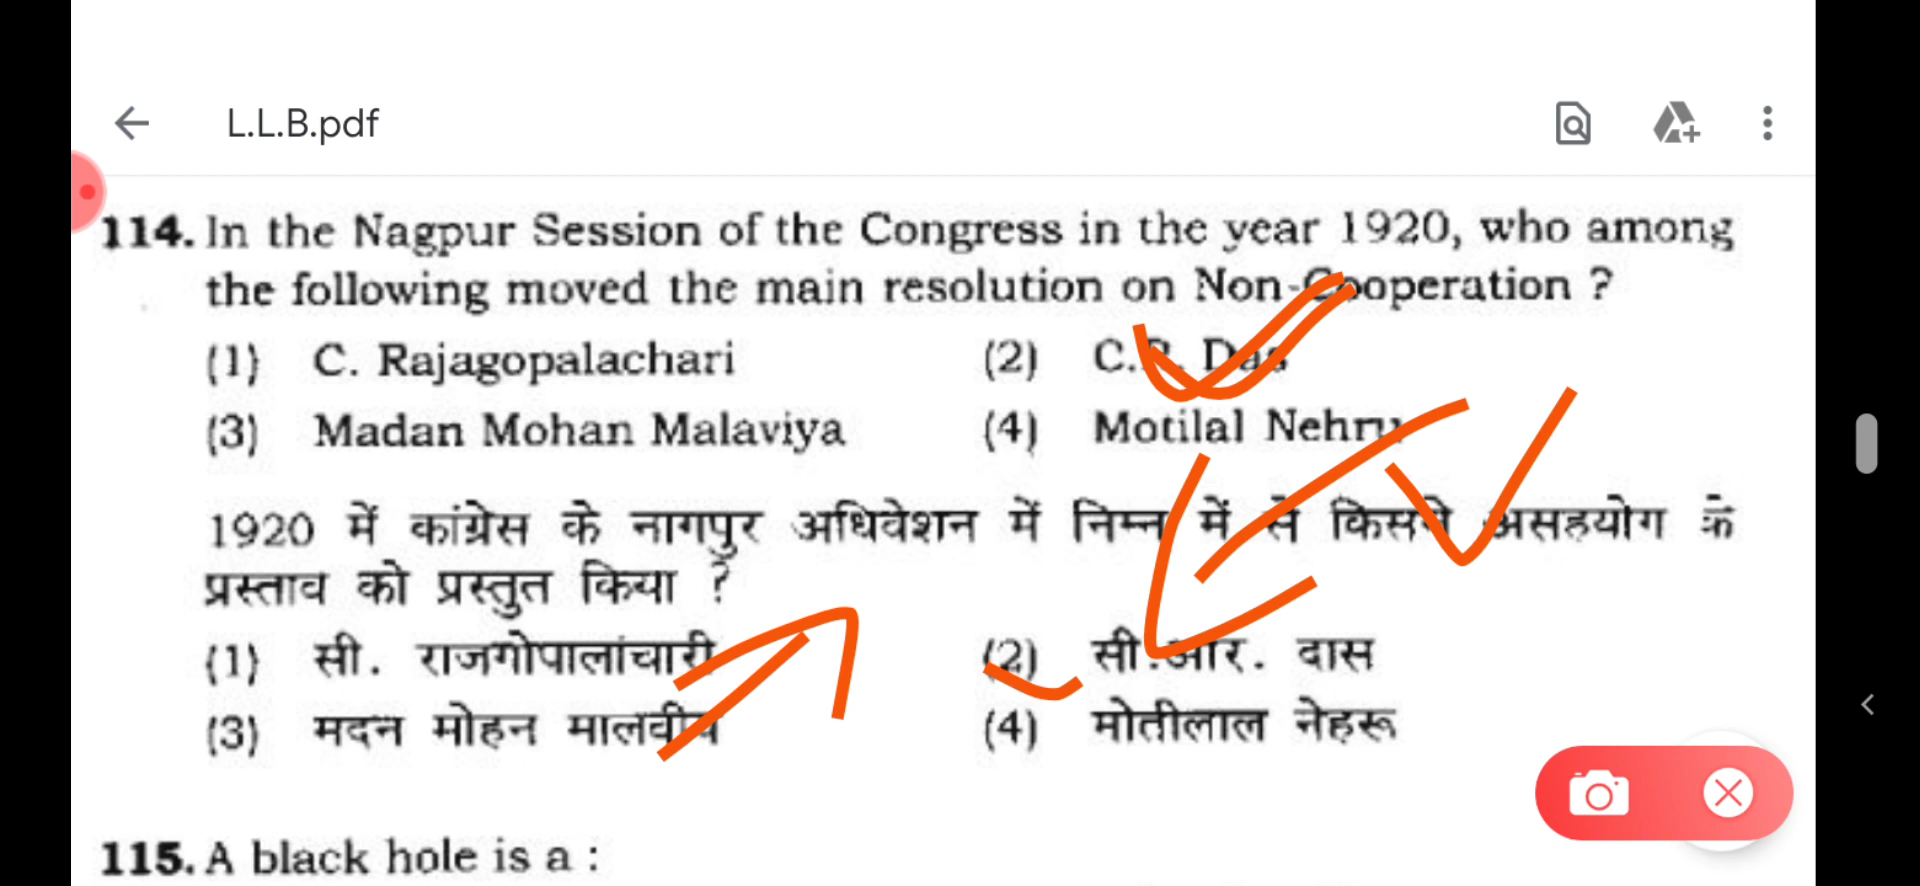 L.L.B.pdf
114. In the Nagpur Session of the Congress in the year 1920, who among
the following moved the main resolution on Non-Cooperation ?
(1) C. Rajagopalachari (2) C.R. Das
(3) Madan Mohan Malaviya (4) Motilal Nehru
1920 में कांग्रेस के नागपुर अधिवेशन में निम्न में से किसने असहयोग के
प्रस्ताव को प्रस्तुत किया ?
(1) सी. राजगोपालांचारी (2) सी.आर. दास
(3) मदन मोहन मालवीय (4) मोतीलाल नेहरू
115. A black hole is a :